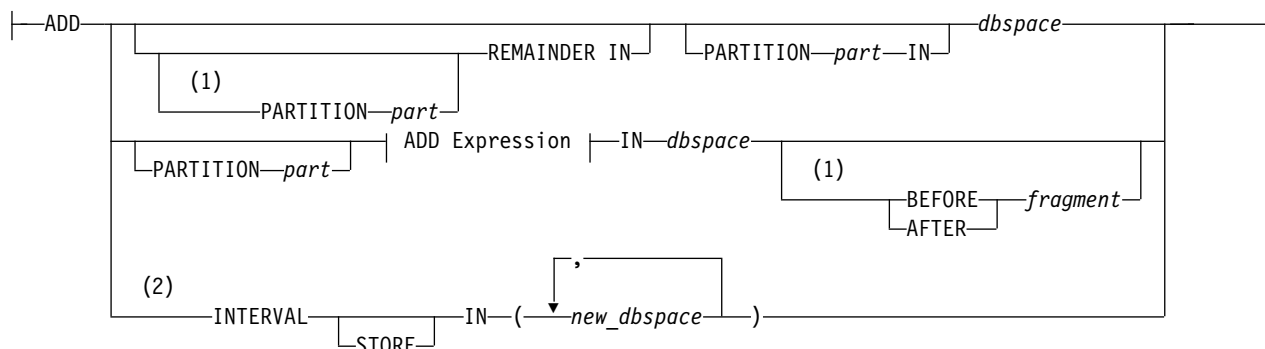 ADD dbspace
REMAINDER IN PARTITION part IN
(1)
PARTITION part
ADD Expression IN dbspace
PARTITION part (1)
BEFORE fragment
AFTER
,
(2)
INTERVAL IN ( new_dbspace )
STORE